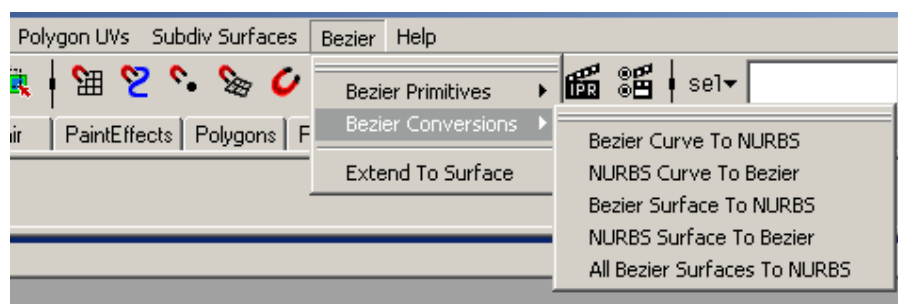 Polygon UVs Subdiv Surfaces Bezier Help
IPR sel
PaintEffects Polygons F
Bezier Primitives
Bezier Conversions
Extend To Surface
Bezier Curve To NURBS
NURBS Curve To Bezier
Bezier Surface To NURBS
NURBS Surface To Bezier
All Bezier Surfaces To NURBS